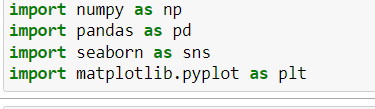 import numpy as np
import pandas as pd
import seaborn as sns
import matplotlib.pyplot as plt